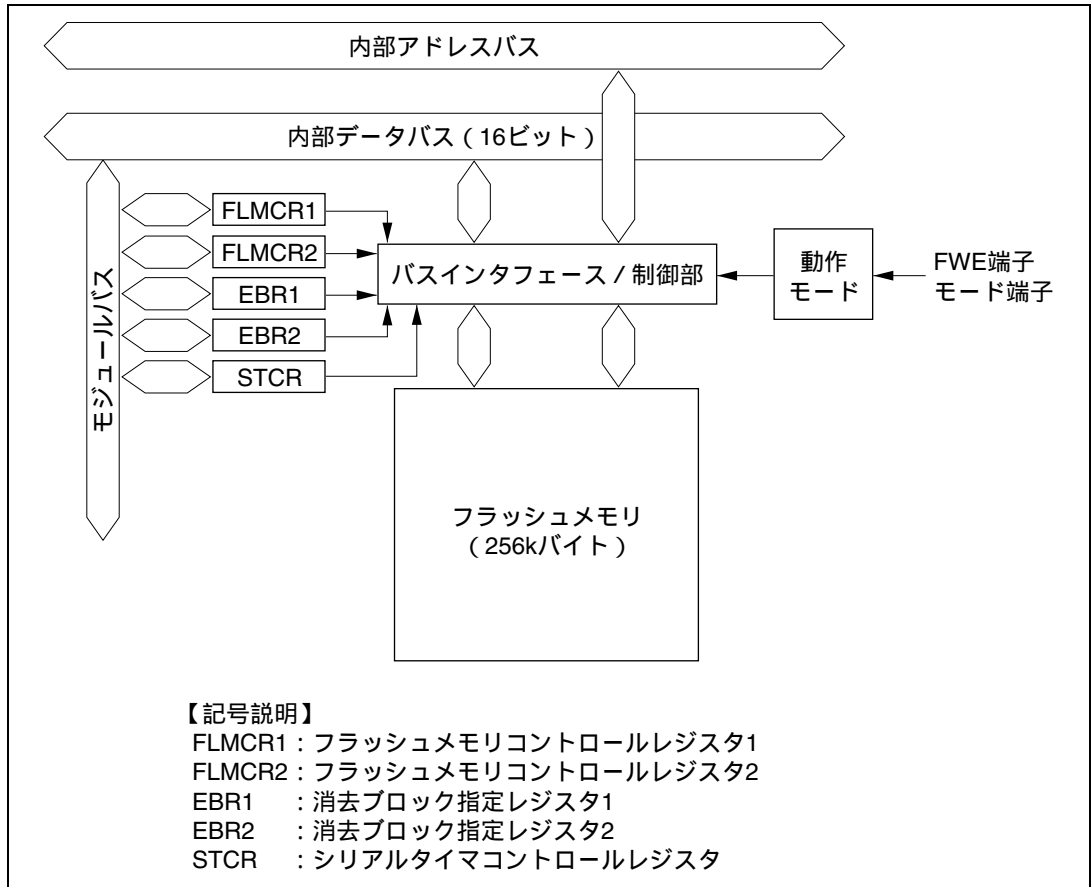 内部アドレスバス
内部データバス（16ビット）
モジュールバス
FLMCR1
FLMCR2
EBR1
EBR2
STCR
バスインタフェース / 制御部
動作
モード
FWE端子
モード端子
フラッシュメモリ
（256kバイト）
【記号説明】
FLMCR1：フラッシュメモリコントロールレジスタ1
FLMCR2：フラッシュメモリコントロールレジスタ2
EBR1　：消去ブロック指定レジスタ1
EBR2　：消去ブロック指定レジスタ2
STCR　：シリアルタイマコントロールレジスタ